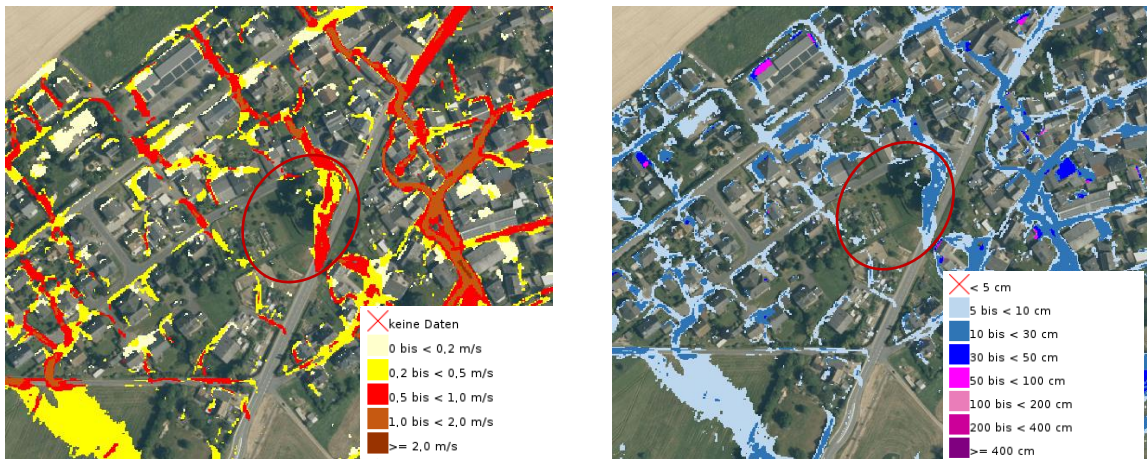 keine Daten
0 bis < 0,2 m/s
0,2 bis < 0,5 m/s
0,5 bis < 1,0 m/s
1,0 bis < 2,0 m/s
>= 2,0 m/s
< 5 cm
5 bis < 10 cm
10 bis < 30 cm
30 bis < 50 cm
50 bis < 100 cm
100 bis < 200 cm
200 bis < 400 cm
>= 400 cm